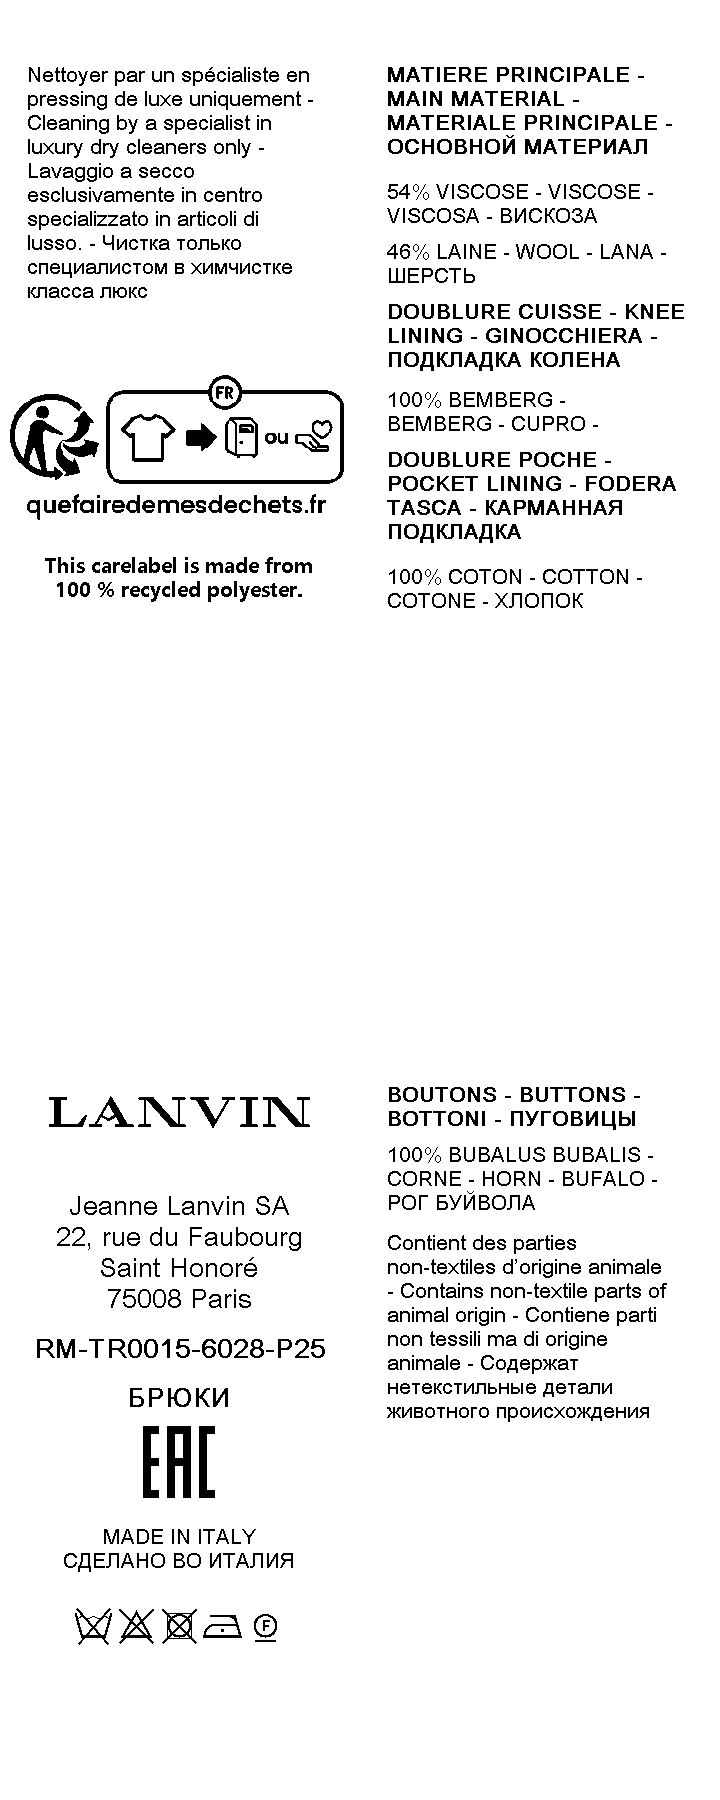 Nettoyer par un spécialiste en
pressing de luxe uniquement -
Cleaning by a specialist in
luxury dry cleaners only -
Lavaggio a secco
esclusivamente in centro
specializzato in articoli di
lusso. - Чистка только
специалистом в химчистке
класса люкс
FR
ou
quefairedemesdechets.fr
This carelabel is made from
100 % recycled polyester.
MATIERE PRINCIPALE -
MAIN MATERIAL -
MATERIALE PRINCIPALE -
ОСНОВНОЙ МАТЕРИАЛ
54% VISCOSE - VISCOSE -
VISCOSA - ВИСКОЗА
46% LAINE - WOOL - LANA -
ШЕРСТЬ
DOUBLURE CUISSE - KNEE
LINING - GINOCCHIERA -
ПОДКЛАДКА КОЛЕНА
100% BEMBERG -
BEMBERG - CUPRO -
DOUBLURE POCHE -
POCKET LINING - FODERA
TASCA - КАРМАННАЯ
ПОДКЛАДКА
100% COTON - COTTON -
COTONE - ХЛОПОК
LANVIN
Jeanne Lanvin SA
22, rue du Faubourg
Saint Honoré
75008 Paris
RM-TR0015-6028-P25
БРЮКИ
EAC
MADE IN ITALY
СДЕЛАНО ВО ИТАЛИЯ
F
BOUTONS - BUTTONS -
BOTTONI - ПУГОВИЦЫ
100% BUBALUS BUBALIS -
CORNE - HORN - BUFALO -
РОГ БУЙВОЛА
Contient des parties
non-textiles d’origine animale
- Contains non-textile parts of
animal origin - Contiene parti
non tessili ma di origine
animale - Содержат
нетекстильные детали
животного происхождения